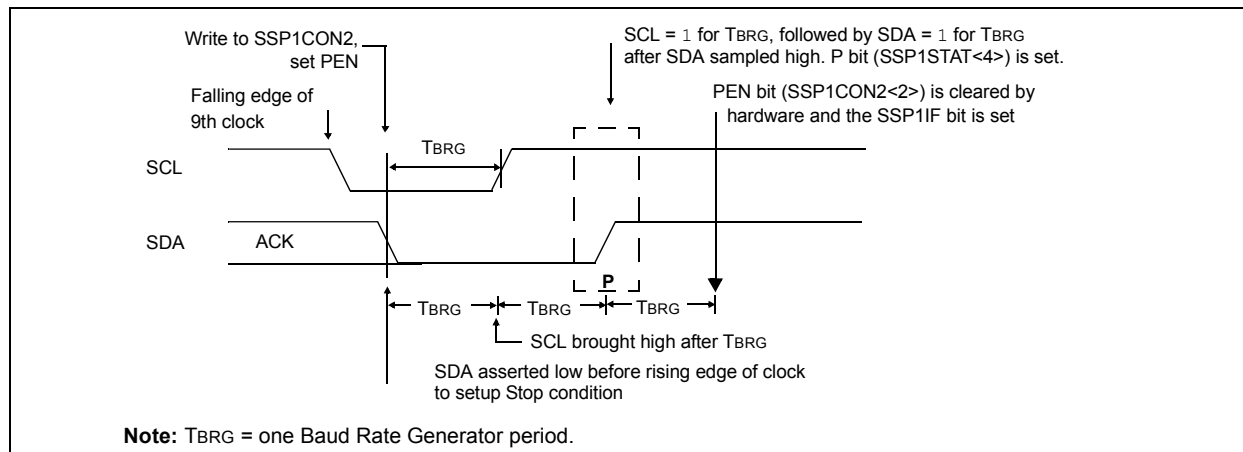 Write to SSP1CON2,
set PEN
SCL = 1 for TBRG, followed by SDA = 1 for TBRG
after SDA sampled high. P bit (SSP1STAT<4>) is set.
Falling edge of
9th clock
PEN bit (SSP1CON2<2>) is cleared by
hardware and the SSP1IF bit is set
TBRG
SCL
SDA
ACK
P
TBRG
TBRG
TBRG
SCL brought high after TBRG
SDA asserted low before rising edge of clock
to setup Stop condition
Note: TBRG = one Baud Rate Generator period.